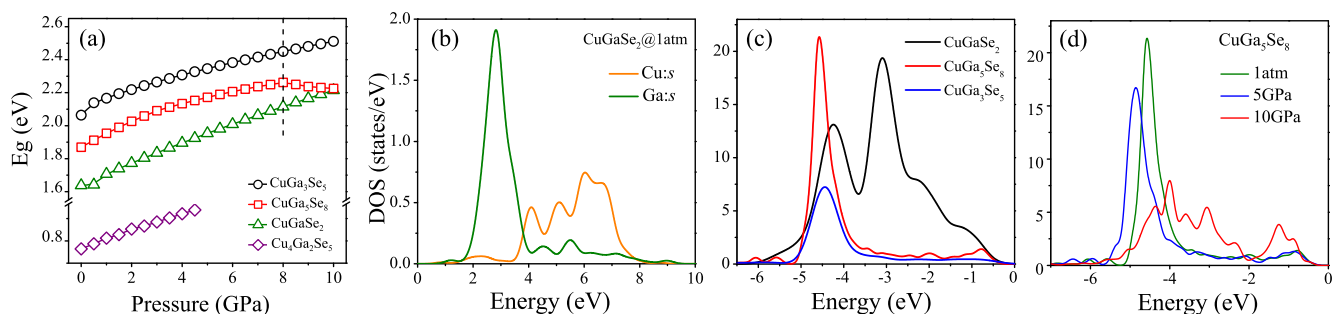 (a)
Eg (eV)
2.6
2.4
2.2
2.0
1.8
1.6
0.8
0
2
4
6
8
10
Pressure (GPa)
CuGa₃Se₅
CuGa₅Se₈
CuGaSe₂
Cu₄Ga₂Se₅
(b)
CuGaSe₂@1atm
Cu:s
Ga:s
DOS (states/eV)
2.0
1.5
1.0
0.5
0.0
0
2
4
6
8
10
Energy (eV)
(c)
CuGaSe₂
CuGa₅Se₈
CuGa₃Se₅
20
15
10
5
0
-6
-5
-4
-3
-2
-1
0
Energy (eV)
(d)
CuGa₅Se₈
1atm
5GPa
10GPa
20
15
10
5
0
-6
-4
-2
0
Energy (eV)